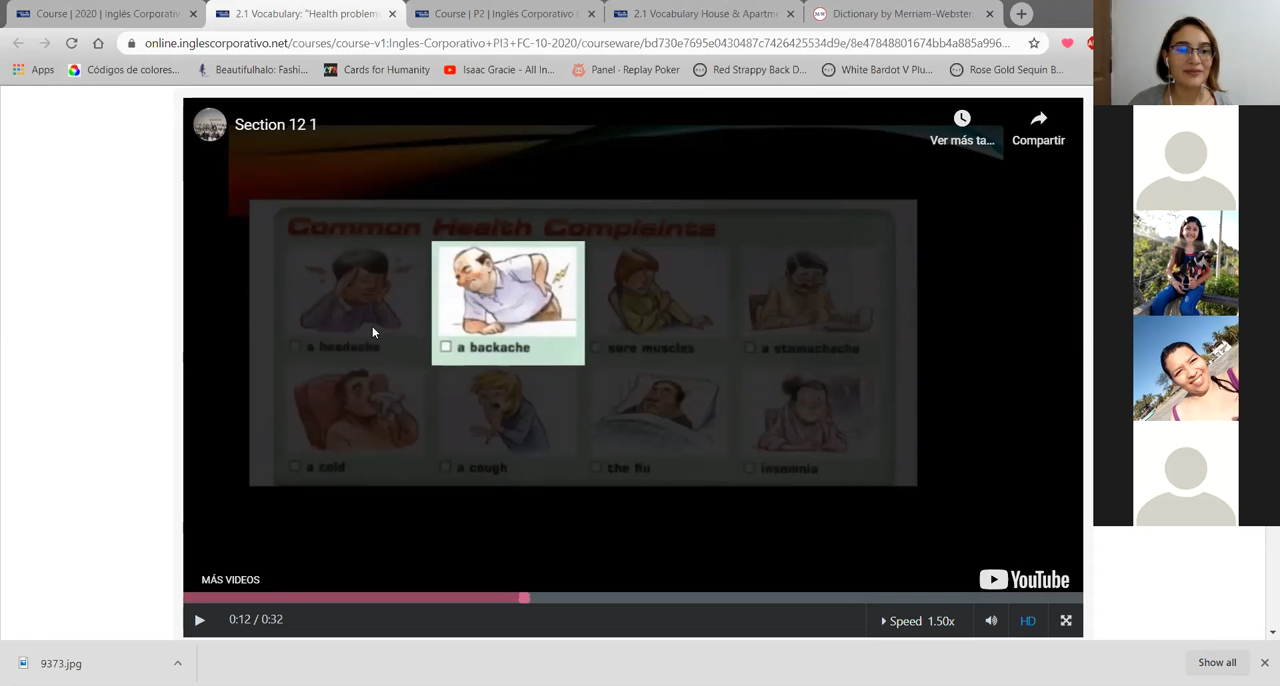 Course | 2020 | Inglés Corporativ
2.1 Vocabulary: "Health problem
Course | P2 | Inglés Corporativo
2.1 Vocabulary House & Apartme
Dictionary by Merriam-Webster
online.inglescorporativo.net/courses/course-v1:Ingles-Corporativo+PI3+FC-10-2020/courseware/bd730e7695e0430487c7426425534d9e/8e47848801674bb4a885a996...
Apps
Códigos de colores...
Beautifulhalo: Fashi...
Cards for Humanity
Isaac Gracie - All In...
Panel · Replay Poker
Red Strappy Back D...
White Bardot V Plu...
Rose Gold Sequin B...
Section 12 1
Ver más ta...
Compartir
Common Health Complaints
a headache
a backache
sore muscles
a stomachache
a cold
a cough
the flu
insomnia
MÁS VIDEOS
YouTube
0:12 / 0:32
Speed 1.50x
HD
9373.jpg
Show all